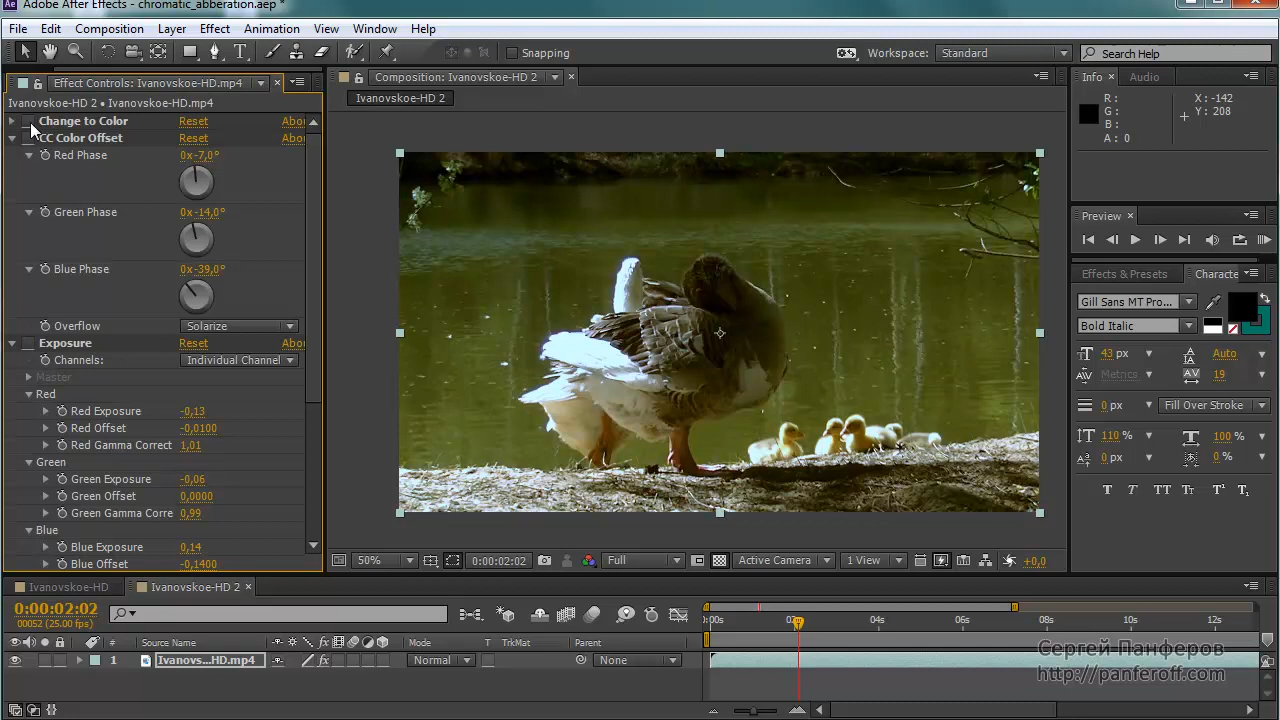 Adobe After Effects - chromatic_abberation.aep *
File Edit Composition Layer Effect Animation View Window Help
Snapping
Workspace: Standard
Search Help
Effect Controls: Ivanovskoe-HD.mp4
Composition: Ivanovskoe-HD 2
Info Audio
Ivanovskoe-HD 2 • Ivanovskoe-HD.mp4
Ivanovskoe-HD 2
R: X: -142
G: Y: 208
B:
A: 0
Change to Color Reset Abou
CC Color Offset Reset Abou
Red Phase 0x-7,0°
Green Phase 0x-14,0°
Blue Phase 0x-39,0°
Overflow Solarize
Exposure Reset Abou
Channels: Individual Channel
Master
Red
Red Exposure -0,13
Red Offset -0,0100
Red Gamma Correct 1,01
Green
Green Exposure -0,06
Green Offset 0,0000
Green Gamma Corre 0,99
Blue
Blue Exposure 0,14
Blue Offset -0,1400
Preview
Effects & Presets Characte
Gill Sans MT Pro...
Bold Italic
43 px Auto
Metrics 19
0 px Fill Over Stroke
110 % 100 %
0 px 0 %
T T TT Tt T¹ T₁
50% 0:00:02:02 Full Active Camera 1 View +0,0
Ivanovskoe-HD Ivanovskoe-HD 2
0:00:02:02
00052 (25.00 fps)
0:00s 02s 04s 06s 08s 10s 12s
# Source Name Mode T TrkMat Parent
1 Ivanovs...HD.mp4 Normal None
Сергей Панферов
http://panferoff.com